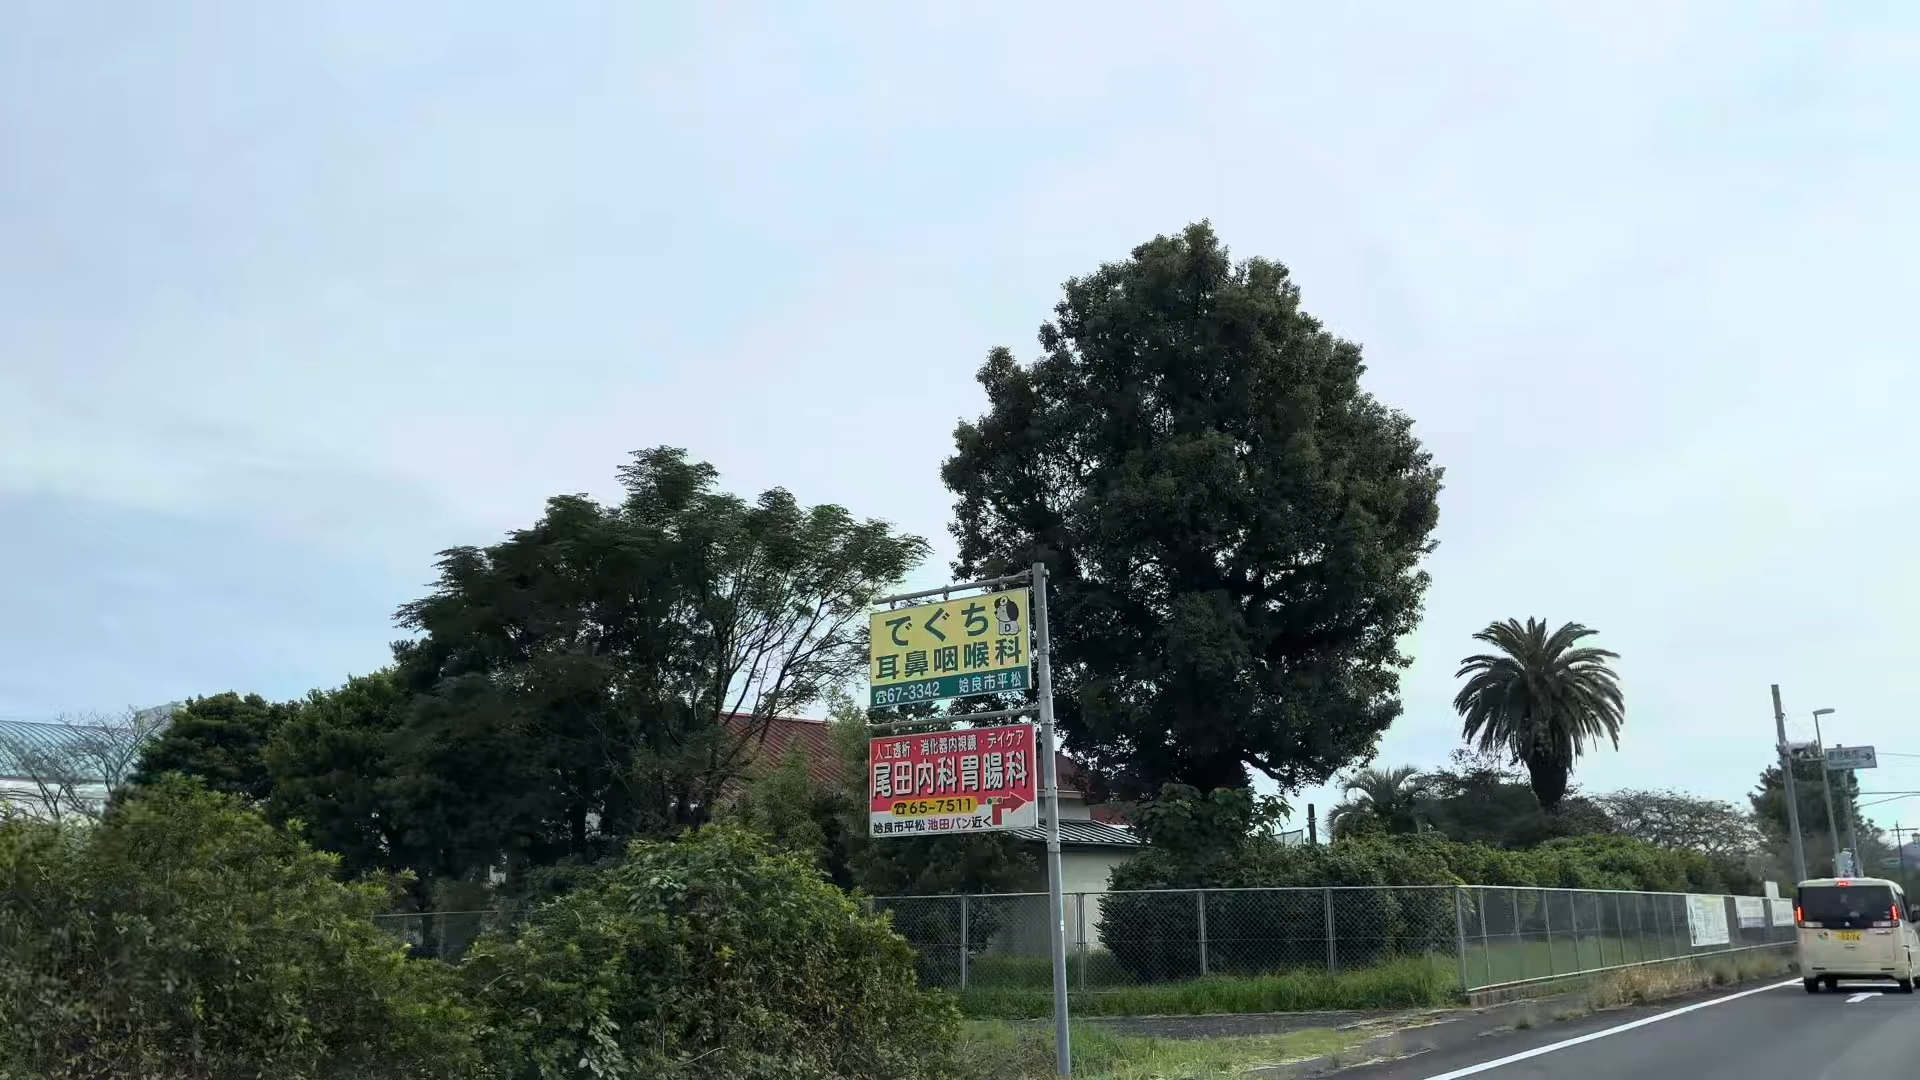 でぐち
D
耳鼻咽喉科
☎67-3342 姶良市平松
人工透析・消化器内視鏡・デイケア
尾田内科胃腸科
☎65-7511
姶良市平松 池田パン近く